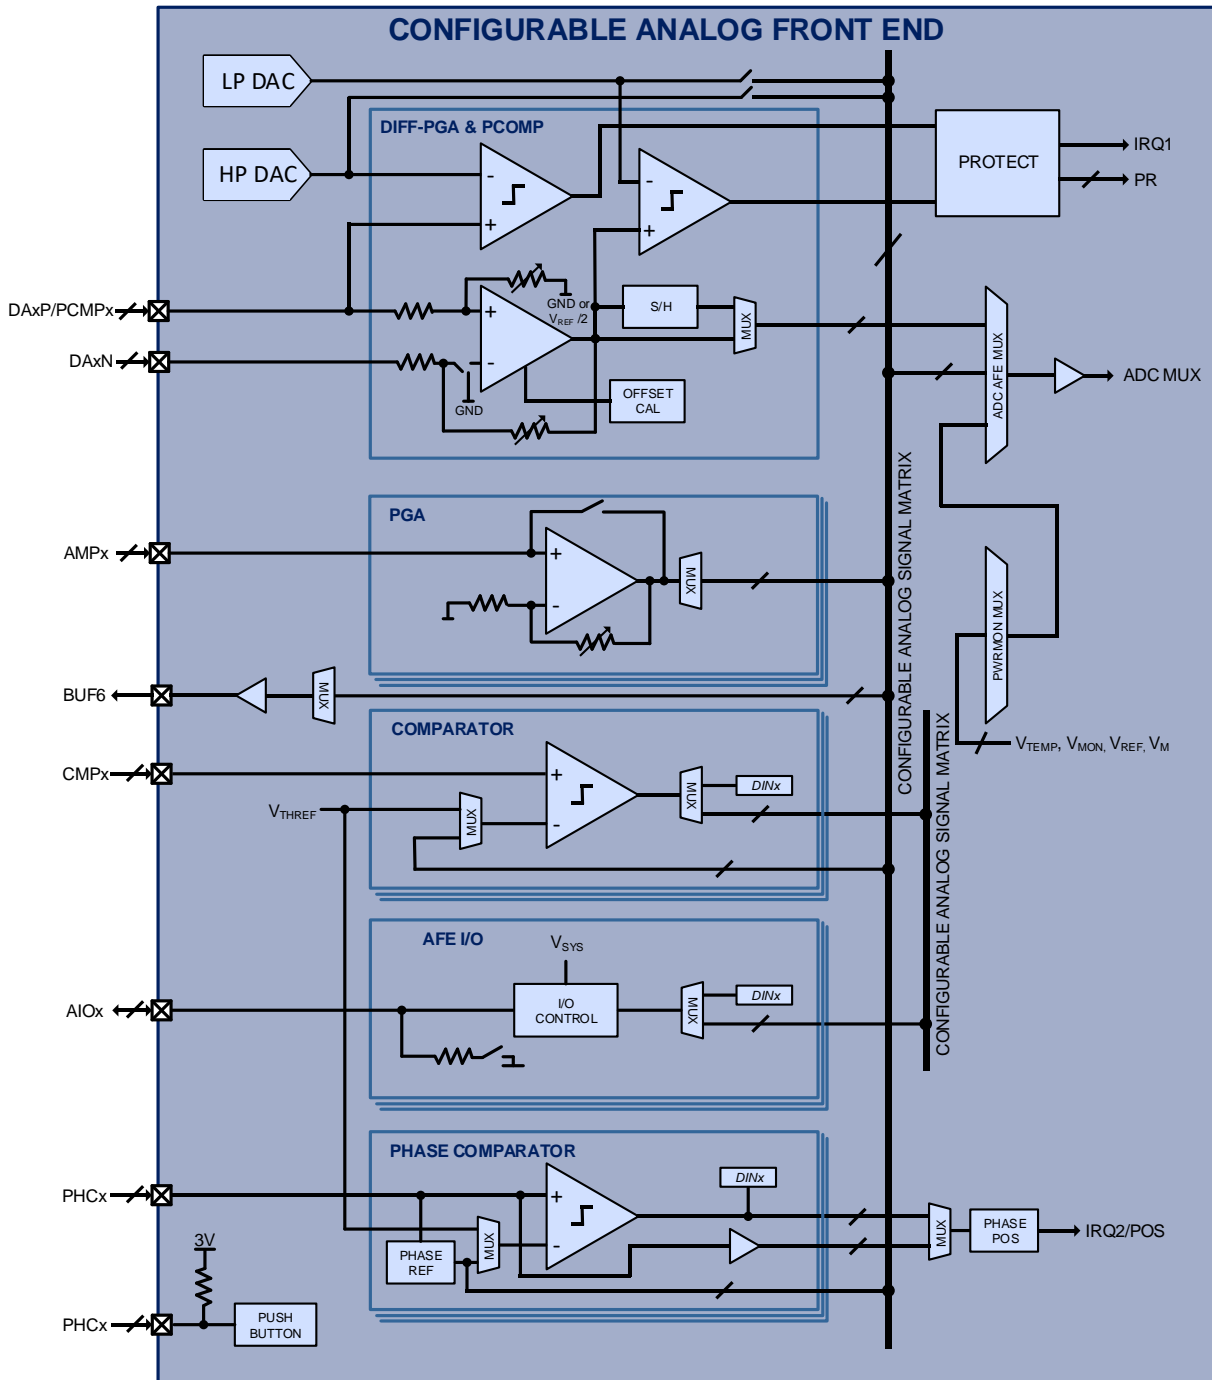 CONFIGURABLE ANALOG FRONT END
LP DAC
HP DAC
DIFF-PGA & PCOMP
-
+
-
+
PROTECT
IRQ1
PR
DAxP/PCMPx
DAxN
+
-
GND
GND or
VREF /2
S/H
MUX
OFFSET
CAL
ADC AFE MUX
ADC MUX
CONFIGURABLE ANALOG SIGNAL MATRIX
PGA
AMPx
+
-
MUX
PWRMON MUX
VTEMP, VMON, VREF, VM
BUF6
MUX
COMPARATOR
CMPx
VTHREF
MUX
+
-
MUX
DINx
CONFIGURABLE ANALOG SIGNAL MATRIX
AFE I/O
VSYS
AIOx
I/O
CONTROL
MUX
DINx
PHASE COMPARATOR
PHCx
PHASE
REF
MUX
+
-
DINx
MUX
PHASE
POS
IRQ2/POS
3V
PHCx
PUSH
BUTTON